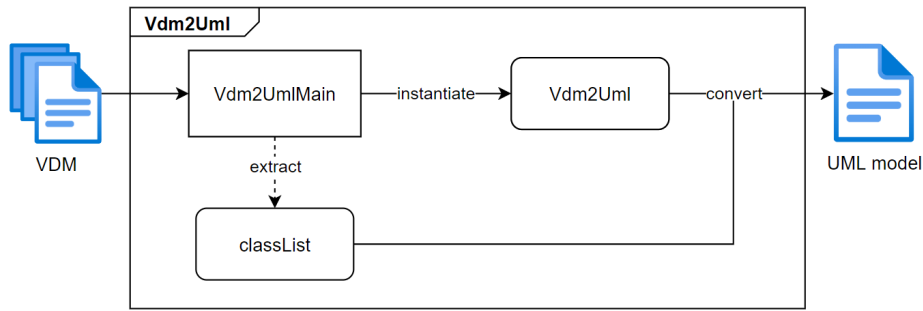 Vdm2Uml
Vdm2UmlMain
instantiate
Vdm2Uml
convert
VDM
UML model
extract
classList